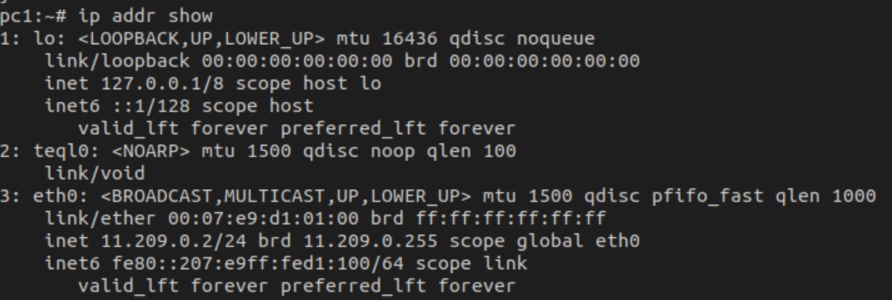 pc1:~# ip addr show
1: lo: <LOOPBACK,UP,LOWER_UP> mtu 16436 qdisc noqueue
link/loopback 00:00:00:00:00:00 brd 00:00:00:00:00:00
inet 127.0.0.1/8 scope host lo
inet6 ::1/128 scope host
valid_lft forever preferred_lft forever
2: teql0: <NOARP> mtu 1500 qdisc noop qlen 100
link/void
3: eth0: <BROADCAST,MULTICAST,UP,LOWER_UP> mtu 1500 qdisc pfifo_fast qlen 1000
link/ether 00:07:e9:d1:01:00 brd ff:ff:ff:ff:ff:ff
inet 11.209.0.2/24 brd 11.209.0.255 scope global eth0
inet6 fe80::207:e9ff:fed1:100/64 scope link
valid_lft forever preferred_lft forever